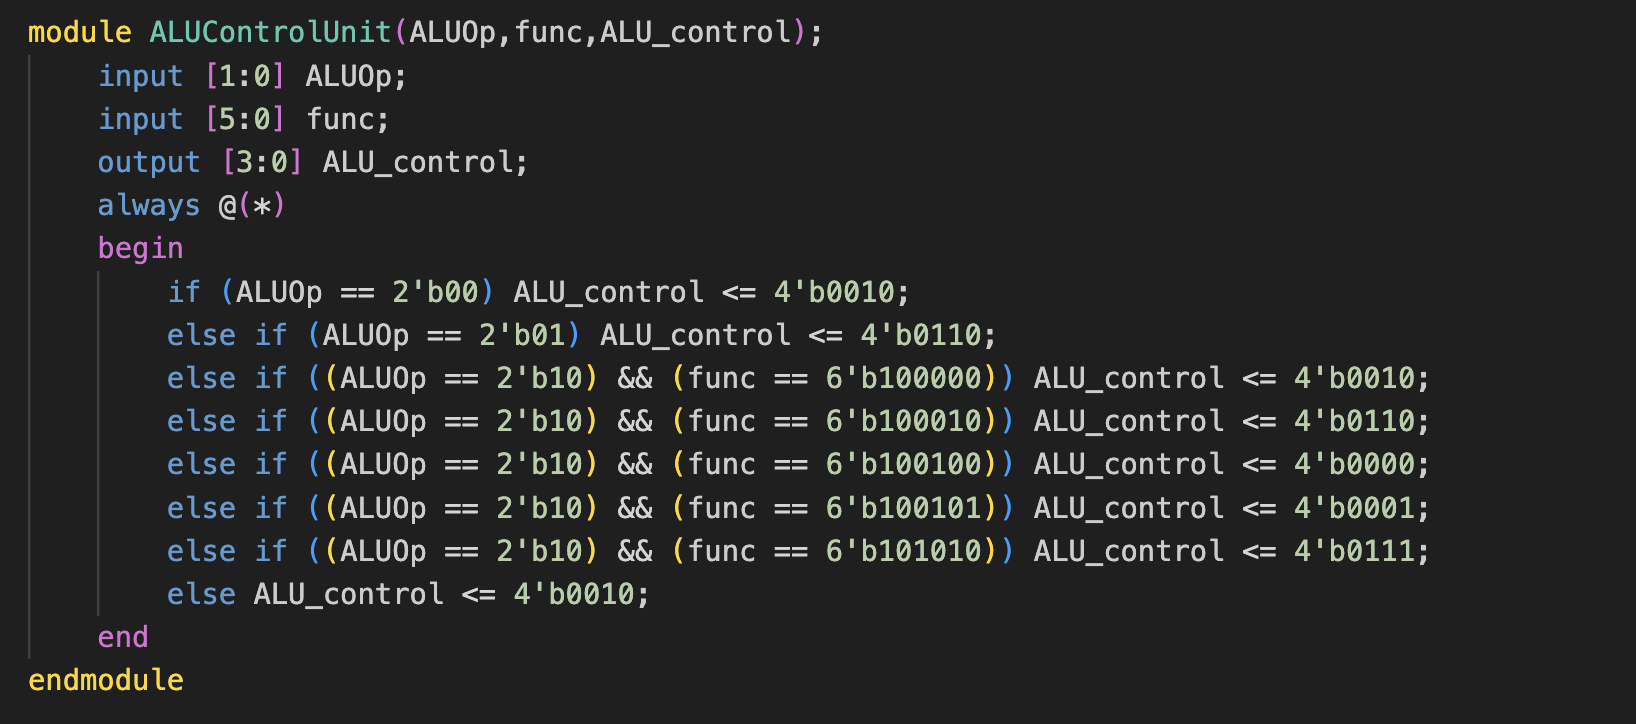 module ALUControlUnit(ALUOp,func,ALU_control);
    input [1:0] ALUOp;
    input [5:0] func;
    output [3:0] ALU_control;
    always @(*)
    begin
        if (ALUOp == 2'b00) ALU_control <= 4'b0010;
        else if (ALUOp == 2'b01) ALU_control <= 4'b0110;
        else if ((ALUOp == 2'b10) && (func == 6'b100000)) ALU_control <= 4'b0010;
        else if ((ALUOp == 2'b10) && (func == 6'b100010)) ALU_control <= 4'b0110;
        else if ((ALUOp == 2'b10) && (func == 6'b100100)) ALU_control <= 4'b0000;
        else if ((ALUOp == 2'b10) && (func == 6'b100101)) ALU_control <= 4'b0001;
        else if ((ALUOp == 2'b10) && (func == 6'b101010)) ALU_control <= 4'b0111;
        else ALU_control <= 4'b0010;
    end
endmodule